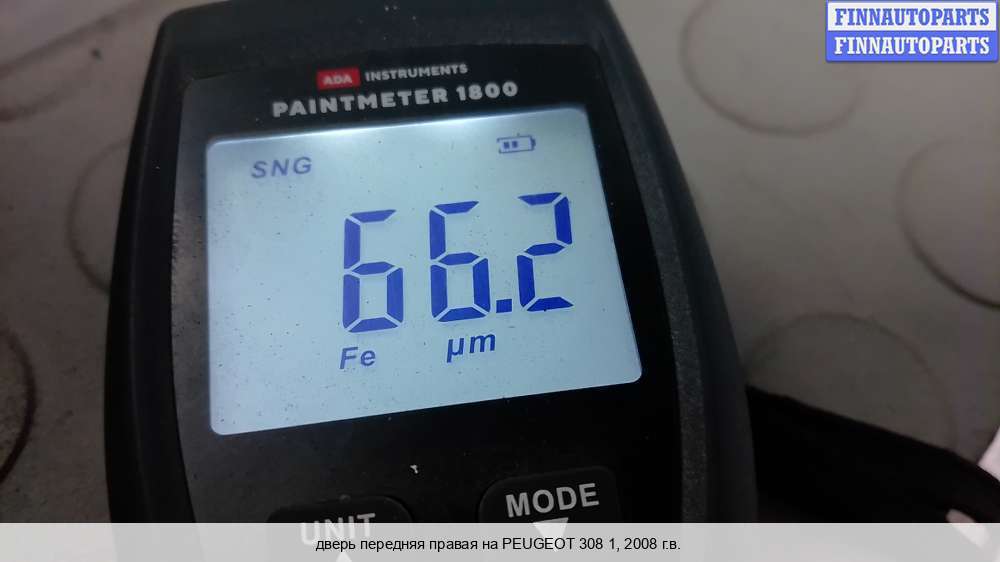 FINNAUTOPARTS
FINNAUTOPARTS
ADA INSTRUMENTS
PAINTMETER 1800
SNG
66.2
Fe µm
UNIT MODE
дверь передняя правая на PEUGEOT 308 1, 2008 г.в.